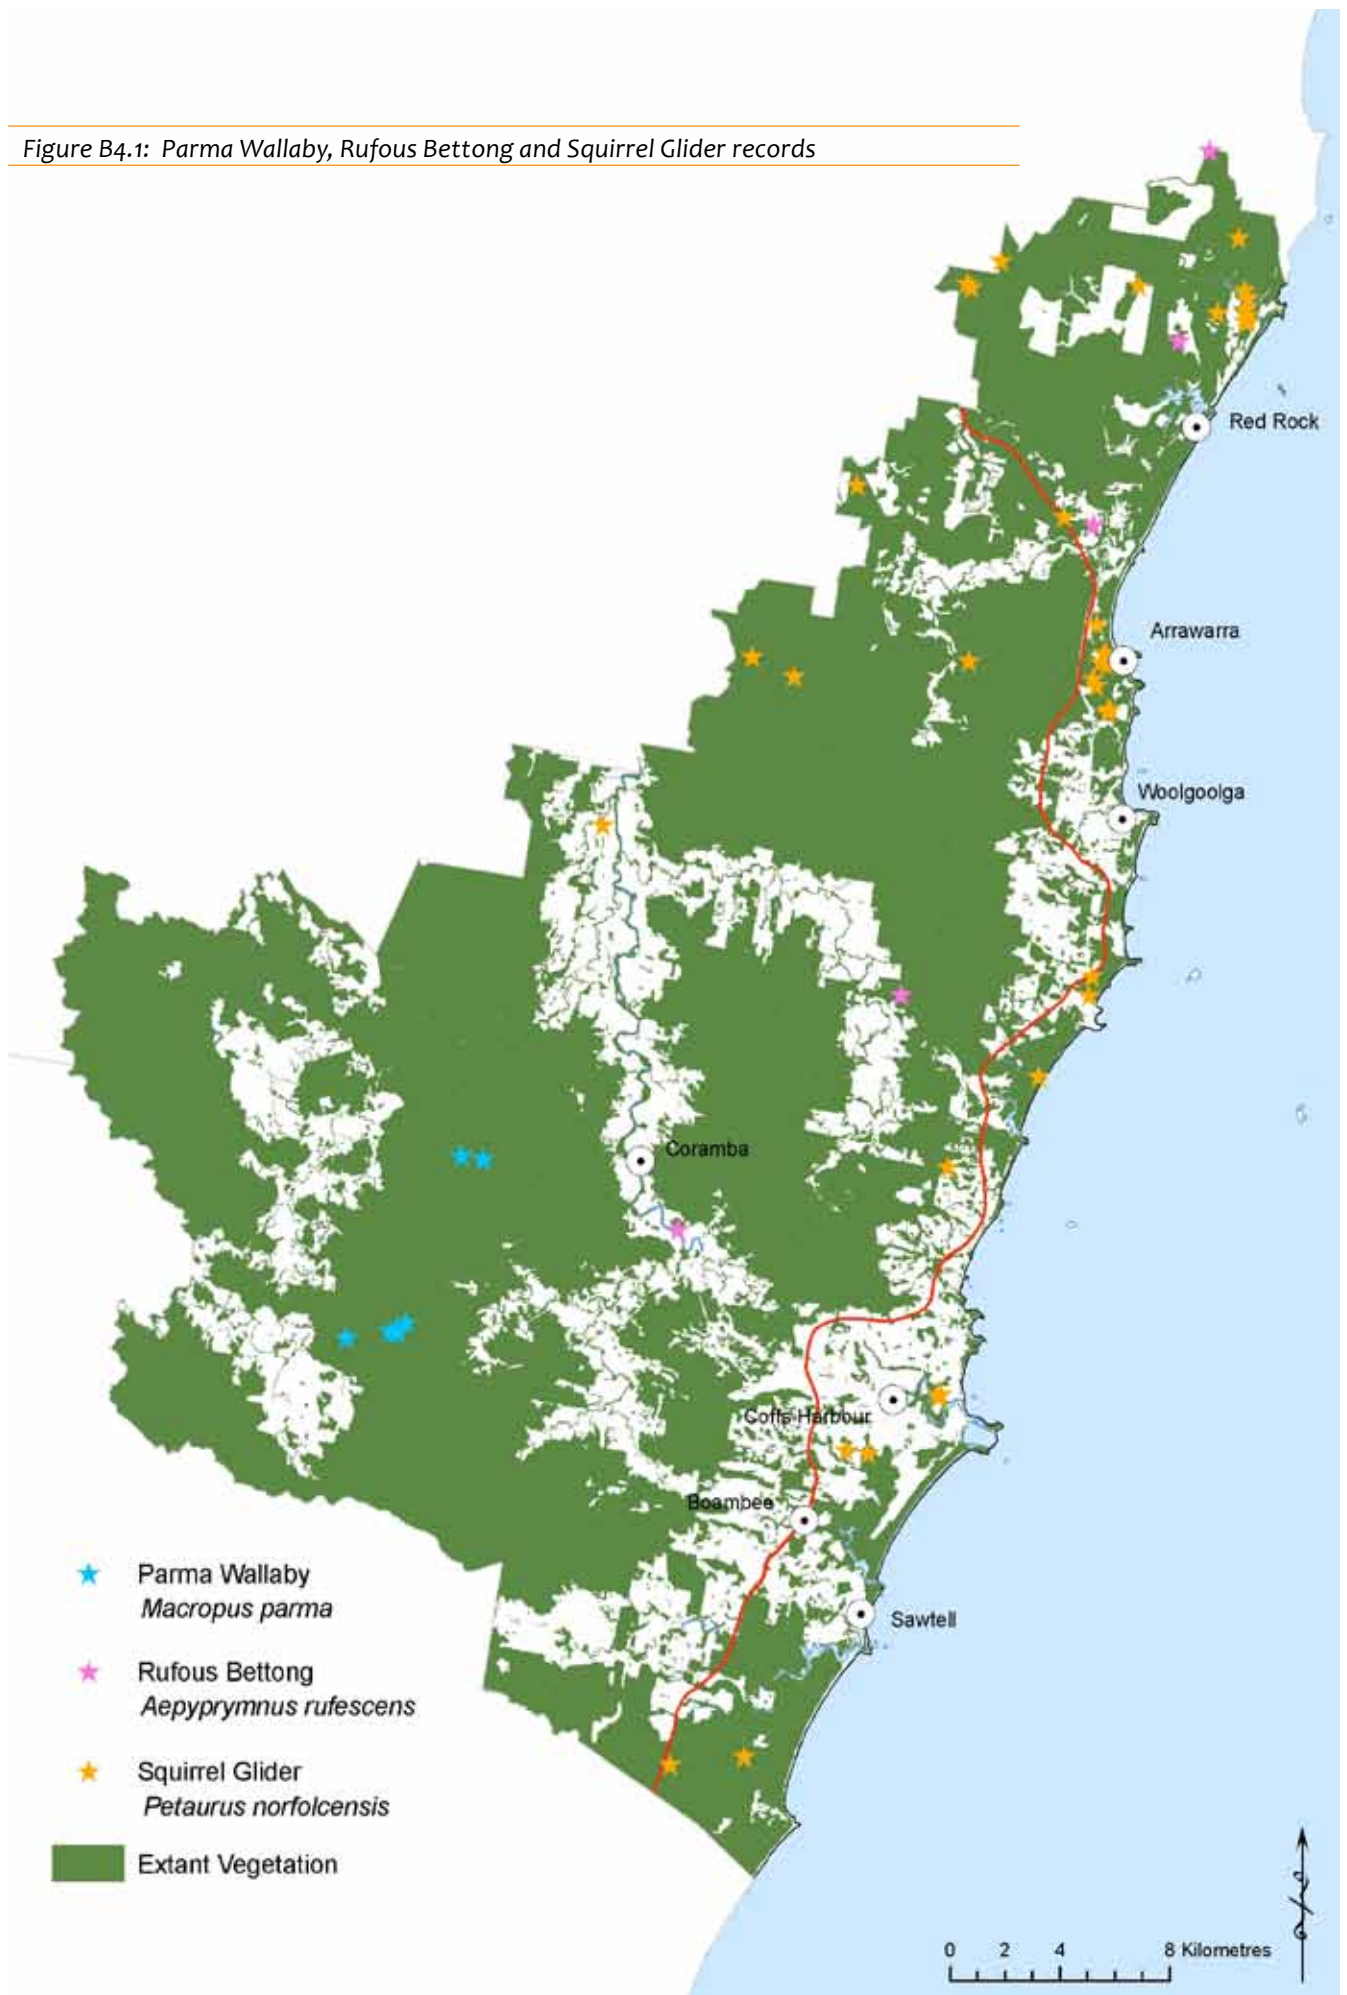 Figure B4.1: Parma Wallaby, Rufous Bettong and Squirrel Glider records
Red Rock
Arrawarra
Woolgoolga
Coramba
Coffs Harbour
Boambee
Sawtell
Parma Wallaby
Macropus parma
Rufous Bettong
Aepyprymnus rufescens
Squirrel Glider
Petaurus norfolcensis
Extant Vegetation
0 2 4 8 Kilometres